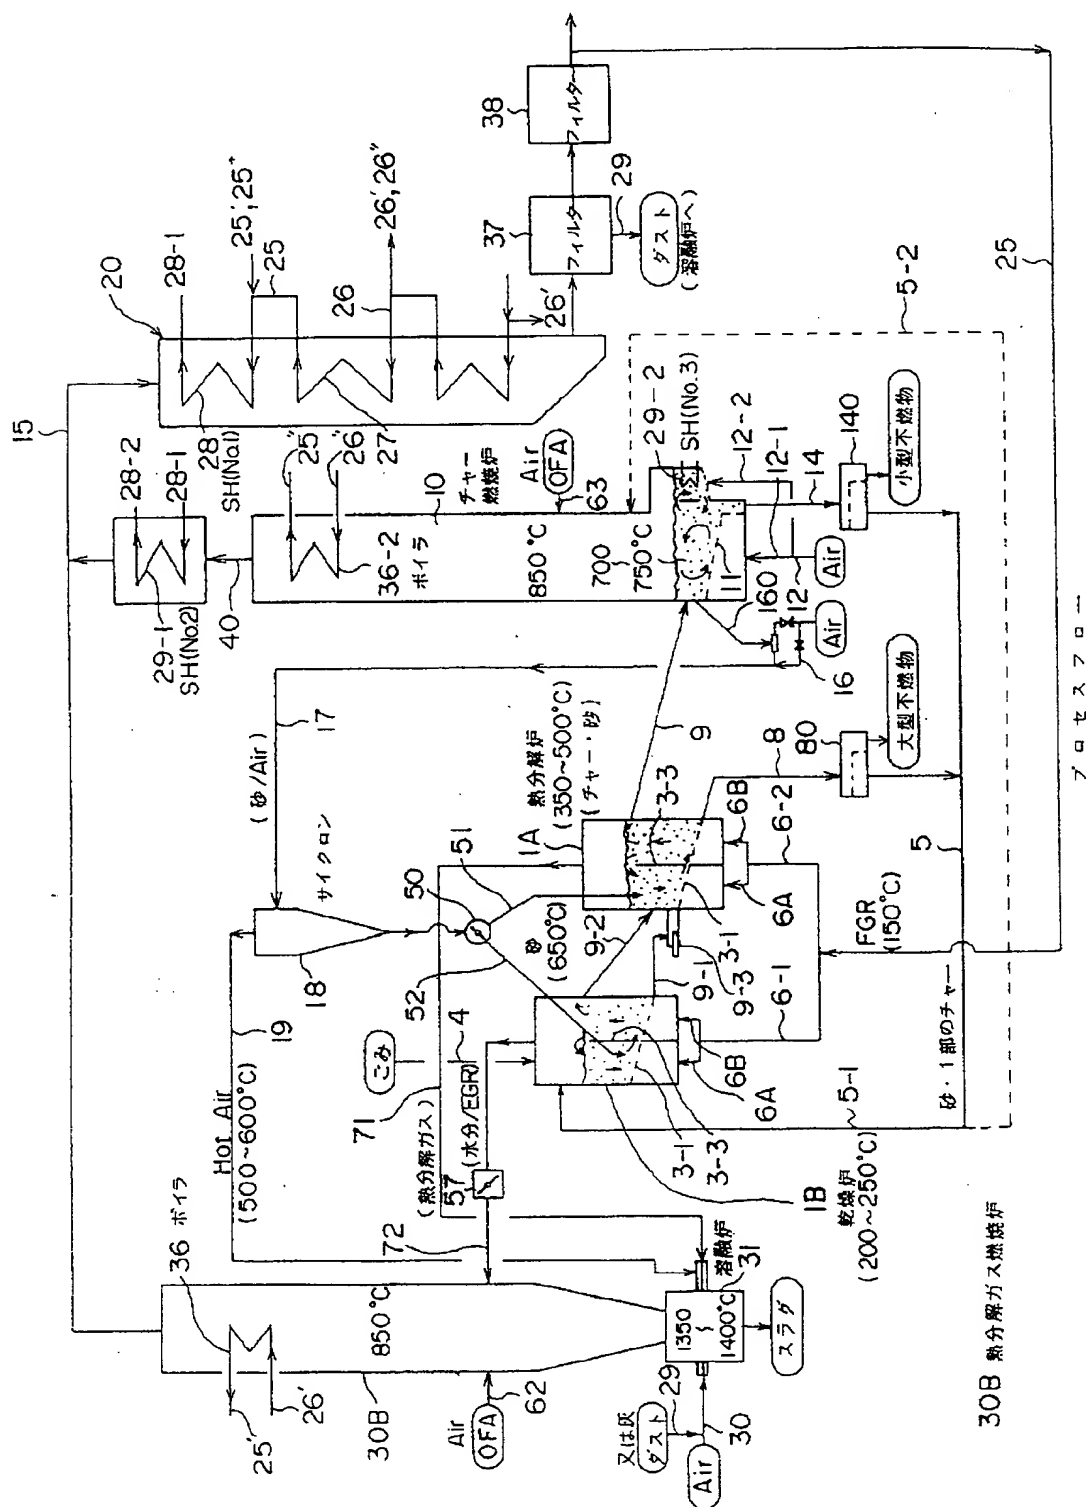 15
20
28-1
28-2
28-1
25', 25"
25
26
26', 26"
26'
28
SH(No.1)
27
29-1
SH(No.2)
40
25"
26"
36-2
ボイラ
10
チャー
燃焼炉
Air
OFA
63
850℃
700
750℃
29-2
SH(No.3)
11
12-2
12-1
12
Air
14
140
小型不燃物
5-2
37
フィルター
38
フィルター
29
ダスト
(溶融炉へ)
25
160
16
Air
17
(砂/Air)
サイクロン
18
19
Hot Air
(500~600℃)
50
51
52
砂
(650℃)
1A
熱分解炉
(350~500℃)
(チャー・砂)
3-3
3-1
9
9-2
9-1
9-3
6A
6B
6-2
6-1
8
80
大型不燃物
5
FGR
(150℃)
砂・1部のチャー
5-1
ごみ
4
71
(熱分解ガス)
(水分/EGR)
57
72
3-1
3-3
6A
6B
1B
乾燥炉
(200~250℃)
36 ボイラ
25'
26'
850℃
30B
Air
OFA
62
1350
~
1400℃
溶融炉
31
スラグ
又は灰
ダスト
29
30
Air
30B 熱分解ガス燃焼炉
プロセスフロー